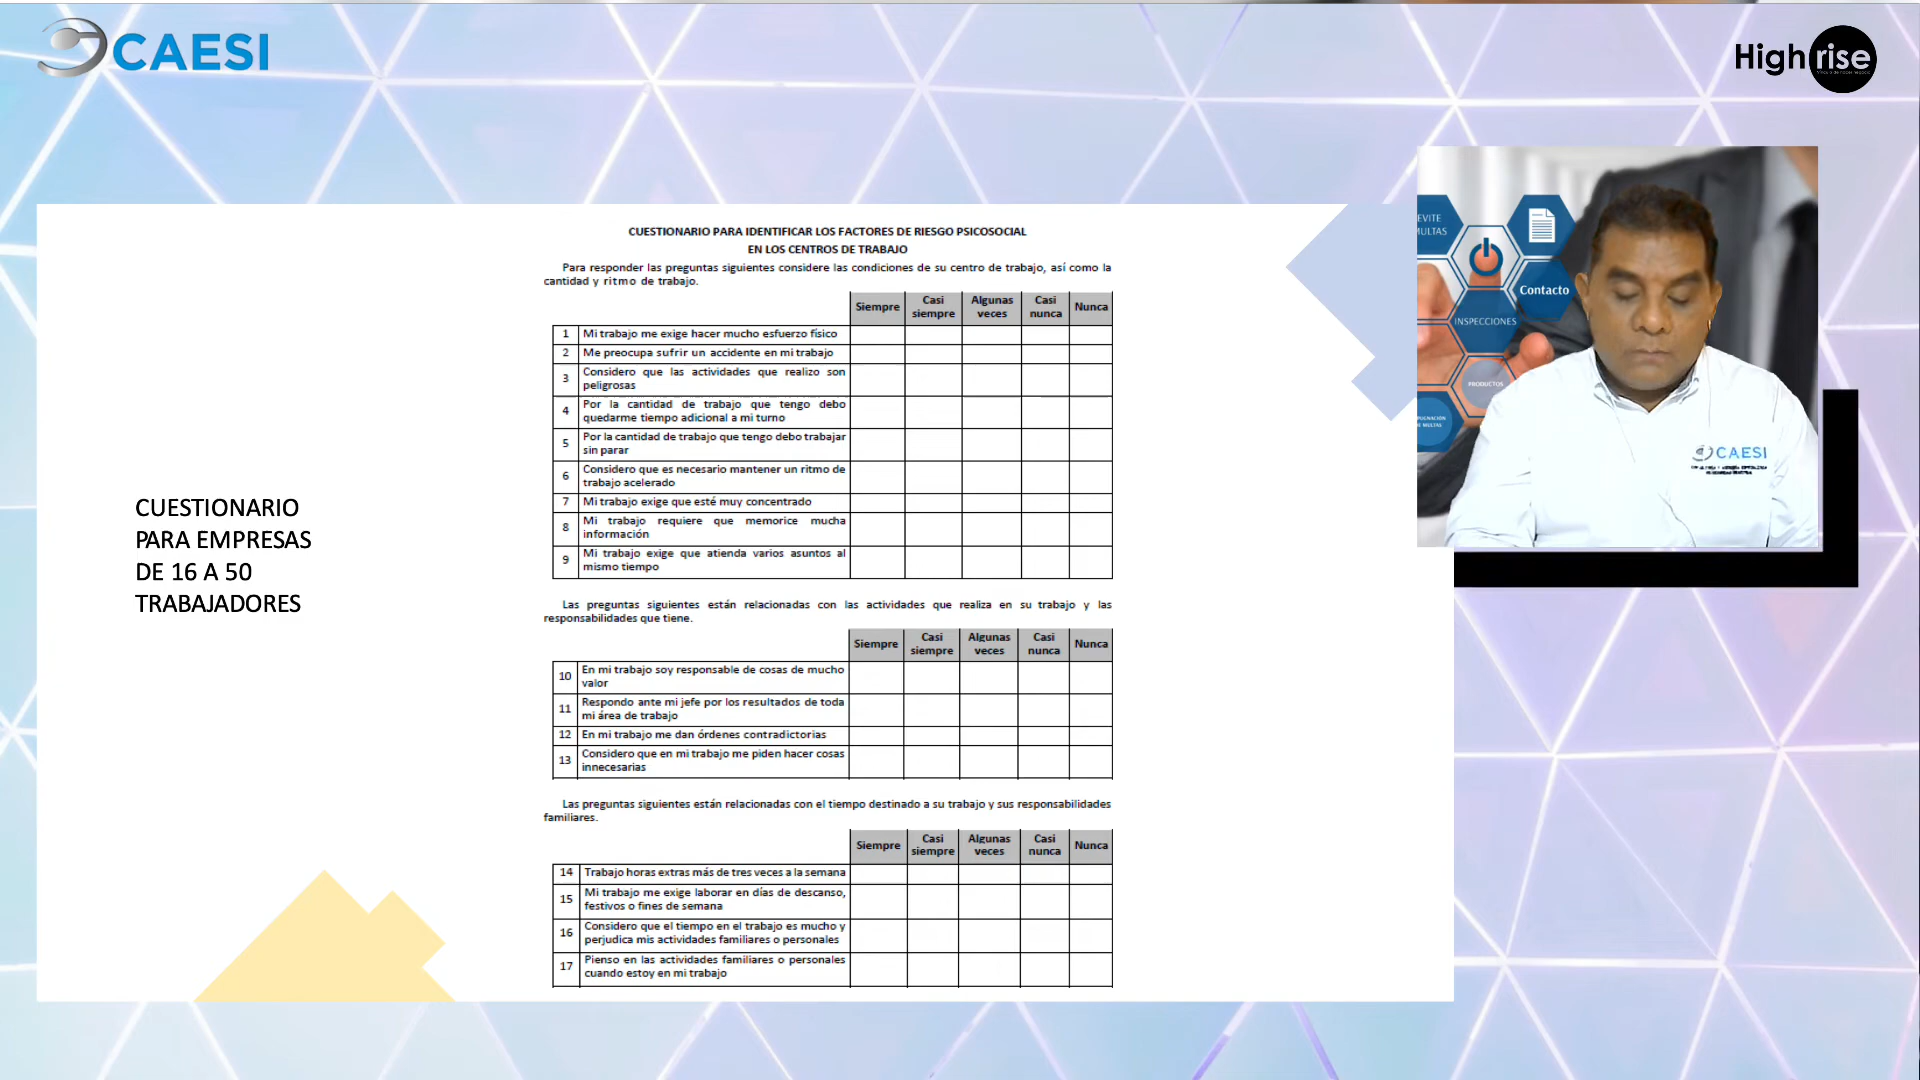 CAESI
High rise
CUESTIONARIO
PARA EMPRESAS
DE 16 A 50
TRABAJADORES
CUESTIONARIO PARA IDENTIFICAR LOS FACTORES DE RIESGO PSICOSOCIAL
EN LOS CENTROS DE TRABAJO
Para responder las preguntas siguientes considere las condiciones de su centro de trabajo, así como la
cantidad y ritmo de trabajo.
Siempre Casi siempre Algunas veces Casi nunca Nunca
1 Mi trabajo me exige hacer mucho esfuerzo físico
2 Me preocupa sufrir un accidente en mi trabajo
3 Considero que las actividades que realizo son
peligrosas
4 Por la cantidad de trabajo que tengo debo
quedarme tiempo adicional a mi turno
5 Por la cantidad de trabajo que tengo debo trabajar
sin parar
6 Considero que es necesario mantener un ritmo de
trabajo acelerado
7 Mi trabajo exige que esté muy concentrado
8 Mi trabajo requiere que memorice mucha
información
9 Mi trabajo exige que atienda varios asuntos al
mismo tiempo
Las preguntas siguientes están relacionadas con las actividades que realiza en su trabajo y las
responsabilidades que tiene.
Siempre Casi siempre Algunas veces Casi nunca Nunca
10 En mi trabajo soy responsable de cosas de mucho
valor
11 Respondo ante mi jefe por los resultados de toda
mi área de trabajo
12 En mi trabajo me dan órdenes contradictorias
13 Considero que en mi trabajo me piden hacer cosas
innecesarias
Las preguntas siguientes están relacionadas con el tiempo destinado a su trabajo y sus responsabilidades
familiares.
Siempre Casi siempre Algunas veces Casi nunca Nunca
14 Trabajo horas extras más de tres veces a la semana
15 Mi trabajo me exige laborar en días de descanso,
festivos o fines de semana
16 Considero que el tiempo en el trabajo es mucho y
perjudica mis actividades familiares o personales
17 Pienso en las actividades familiares o personales
cuando estoy en mi trabajo
EVITE
MULTAS
Contacto
INSPECCIONES
PRODUCTOS
DE MULTAS
CAESI